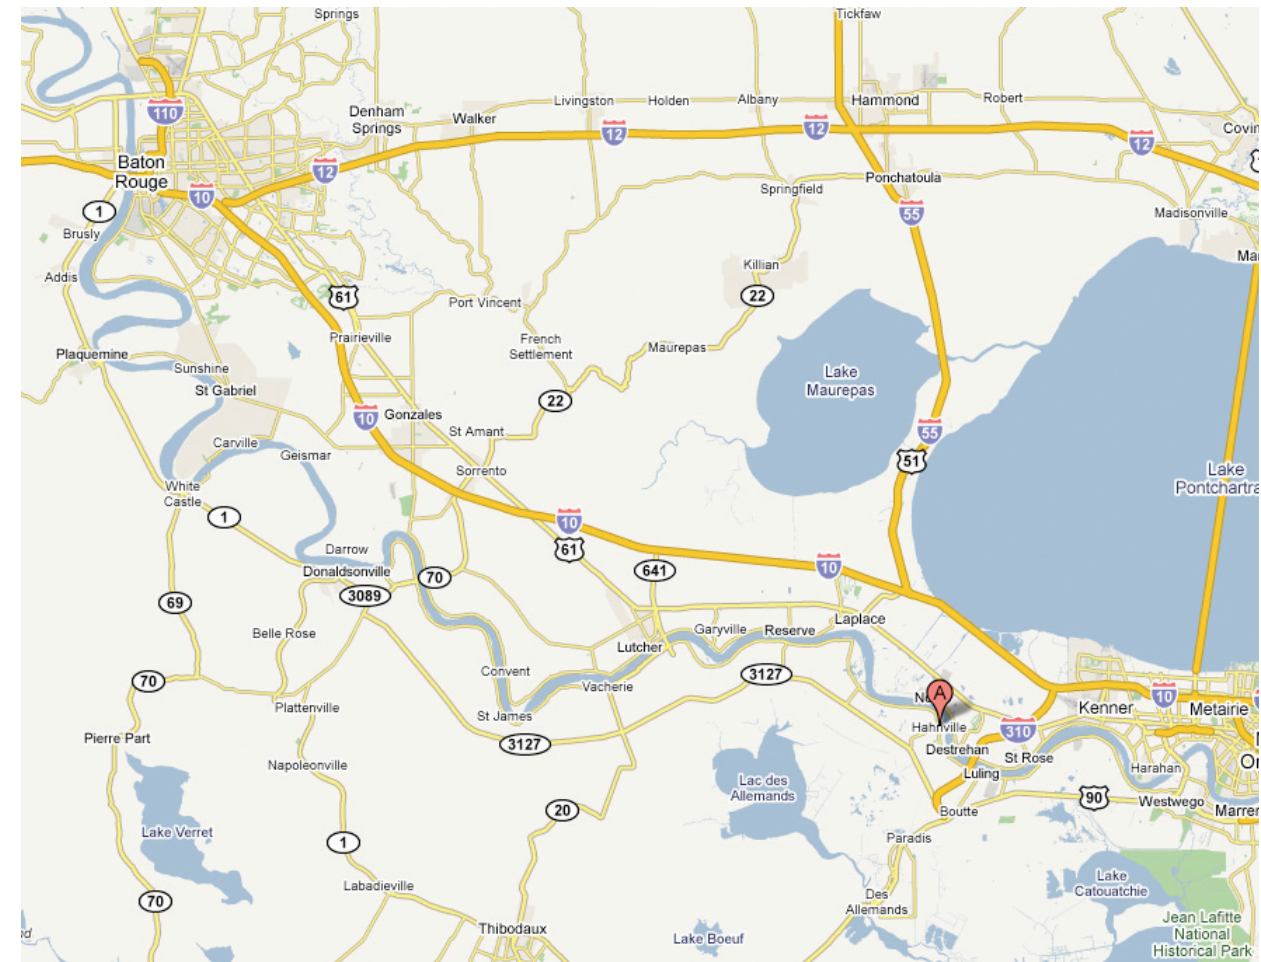 Springs
Tickfaw
110
Denham
Springs
Walker
Livingston
Holden
Albany
Hammond
Robert
12
12
12
12
Baton
Rouge
10
1
Brusly
Addis
Springfield
Ponchatoula
55
Madisonville
Killian
22
61
Port Vincent
Prairieville
French
Settlement
Maurepas
Plaquemine
Sunshine
St Gabriel
Lake
Maurepas
22
10
Gonzales
St Amant
55
51
Carville
Geismar
Sorrento
Lake
White
Castle
1
10
61
Darrow
Donaldsonville
70
641
10
3089
69
Belle Rose
Lutcher
Garyville
Reserve
Laplace
Convent
Vacherie
3127
70
Plattenville
St James
A
Hahnville
10
Kenner
Metairie
310
Pierre Part
3127
Destrehan
St Rose
Napoleonville
Luling
Harahan
Lac des
Allemands
90
Westwego
20
Boutte
Lake Verret
1
Paradis
Labadieville
Lake
Catouatchie
70
Des
Allemands
Jean Lafitte
National
Historical Park
Thibodaux
Lake Boeuf